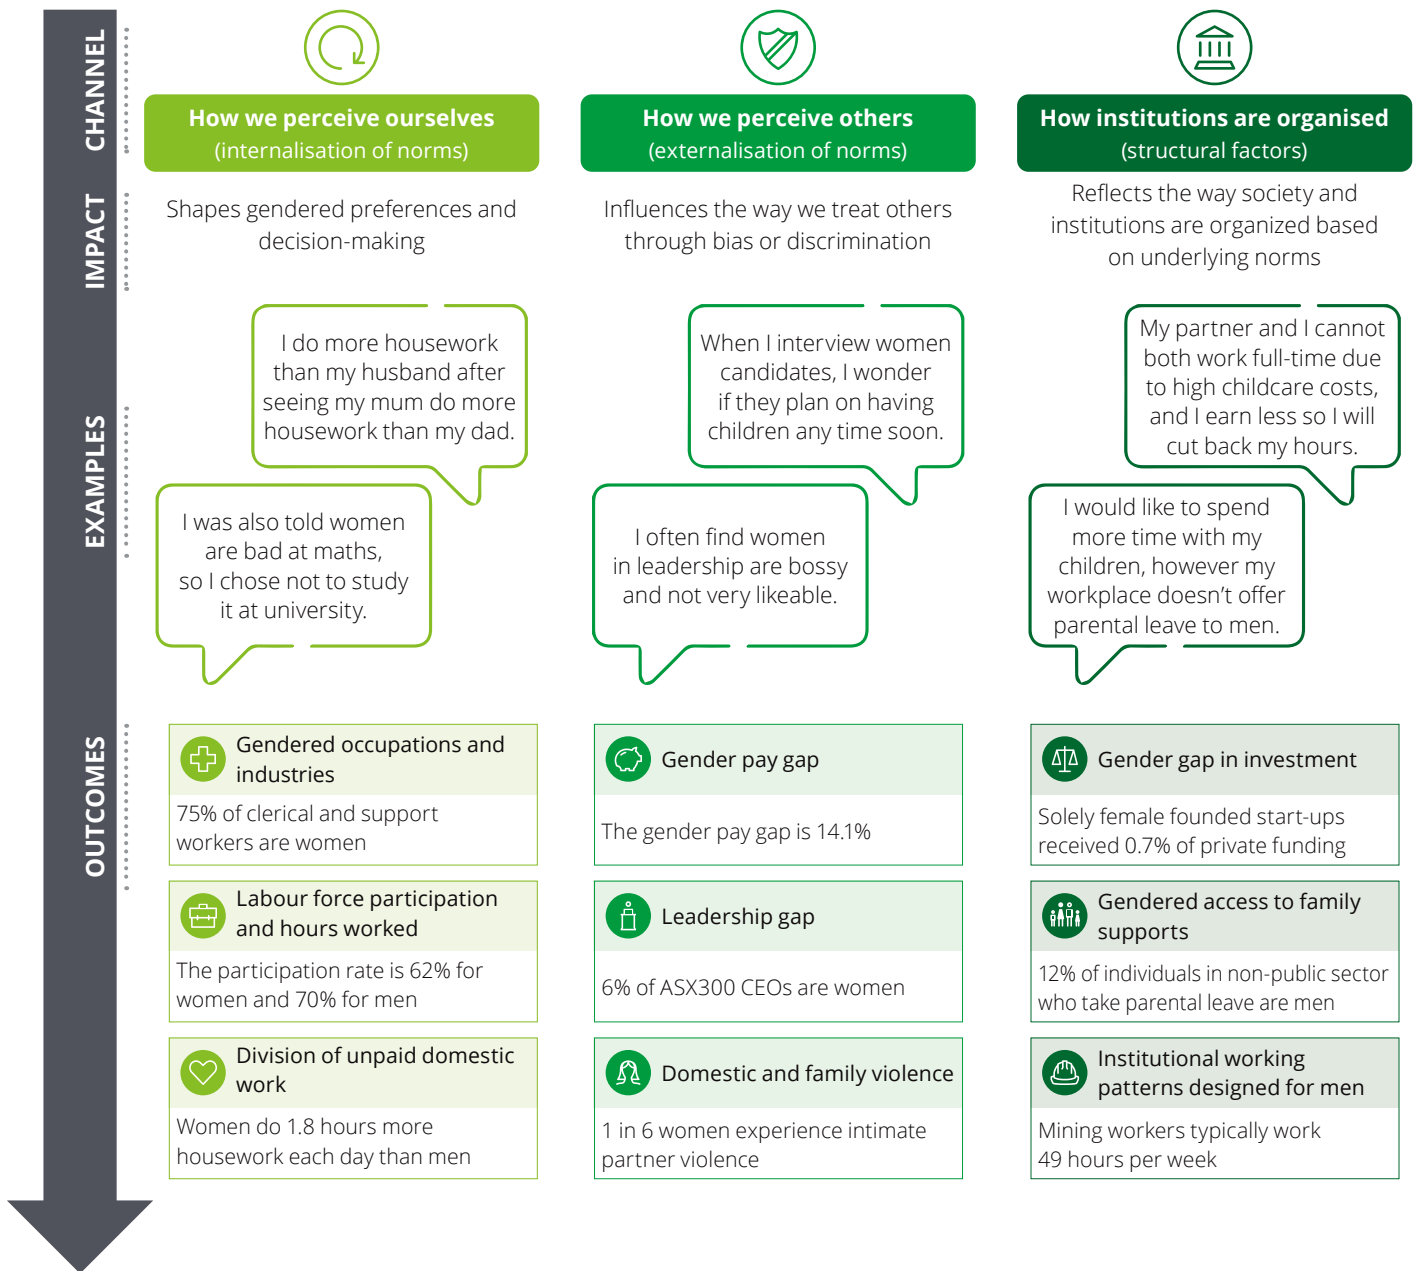 CHANNEL
How we perceive ourselves
(internalisation of norms)
How we perceive others
(externalisation of norms)
How institutions are organised
(structural factors)
IMPACT
Shapes gendered preferences and
decision-making
Influences the way we treat others
through bias or discrimination
Reflects the way society and
institutions are organized based
on underlying norms
EXAMPLES
I do more housework
than my husband after
seeing my mum do more
housework than my dad.
I was also told women
are bad at maths,
so I chose not to study
it at university.
When I interview women
candidates, I wonder
if they plan on having
children any time soon.
I often find women
in leadership are bossy
and not very likeable.
My partner and I cannot
both work full-time due
to high childcare costs,
and I earn less so I will
cut back my hours.
I would like to spend
more time with my
children, however my
workplace doesn’t offer
parental leave to men.
OUTCOMES
Gendered occupations and
industries
75% of clerical and support
workers are women
Labour force participation
and hours worked
The participation rate is 62% for
women and 70% for men
Division of unpaid domestic
work
Women do 1.8 hours more
housework each day than men
Gender pay gap
The gender pay gap is 14.1%
Leadership gap
6% of ASX300 CEOs are women
Domestic and family violence
1 in 6 women experience intimate
partner violence
Gender gap in investment
Solely female founded start-ups
received 0.7% of private funding
Gendered access to family
supports
12% of individuals in non-public sector
who take parental leave are men
Institutional working
patterns designed for men
Mining workers typically work
49 hours per week